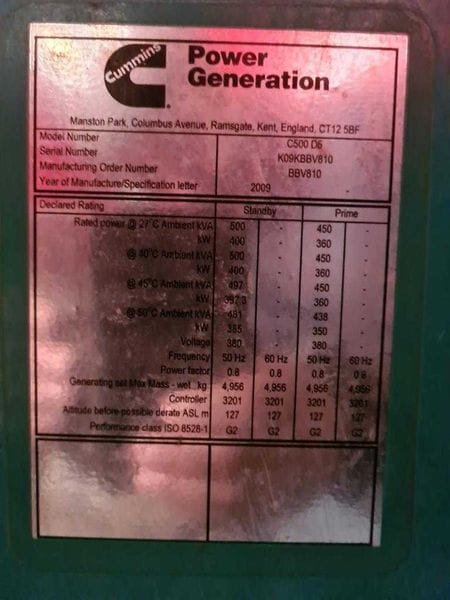 Cummins
Power
Generation
Manston Park, Columbus Avenue, Ramsgate, Kent, England, CT12 5BF
Model Number C500 D6
Serial Number K09KBBV810
Manufacturing Order Number BBV810
Year of Manufacture/Specification letter 2009 -
Declared Rating Standby Prime
Rated power @ 27°C Ambient kVA 500 - 450 -
kW 400 - 360 -
@ 40°C Ambient kVA 500 - 450 -
kW 400 - 360 -
@ 45°C Ambient kVA 497 - 450 -
kW 397.3 - 360 -
@ 50°C Ambient kVA 481 - 438 -
kW 385 - 350 -
Voltage 380 - 380 -
Frequency 50 Hz 60 Hz 50 Hz 60 Hz
Power factor 0.8 0.8 0.8 0.8
Generating set Max Mass - wet kg 4,956 4,956 4,956 4,956
Controller 3201 3201 3201 3201
Altitude before possible derate ASL m 127 127 127 127
Performance class ISO 8528-1 G2 G2 G2 G2